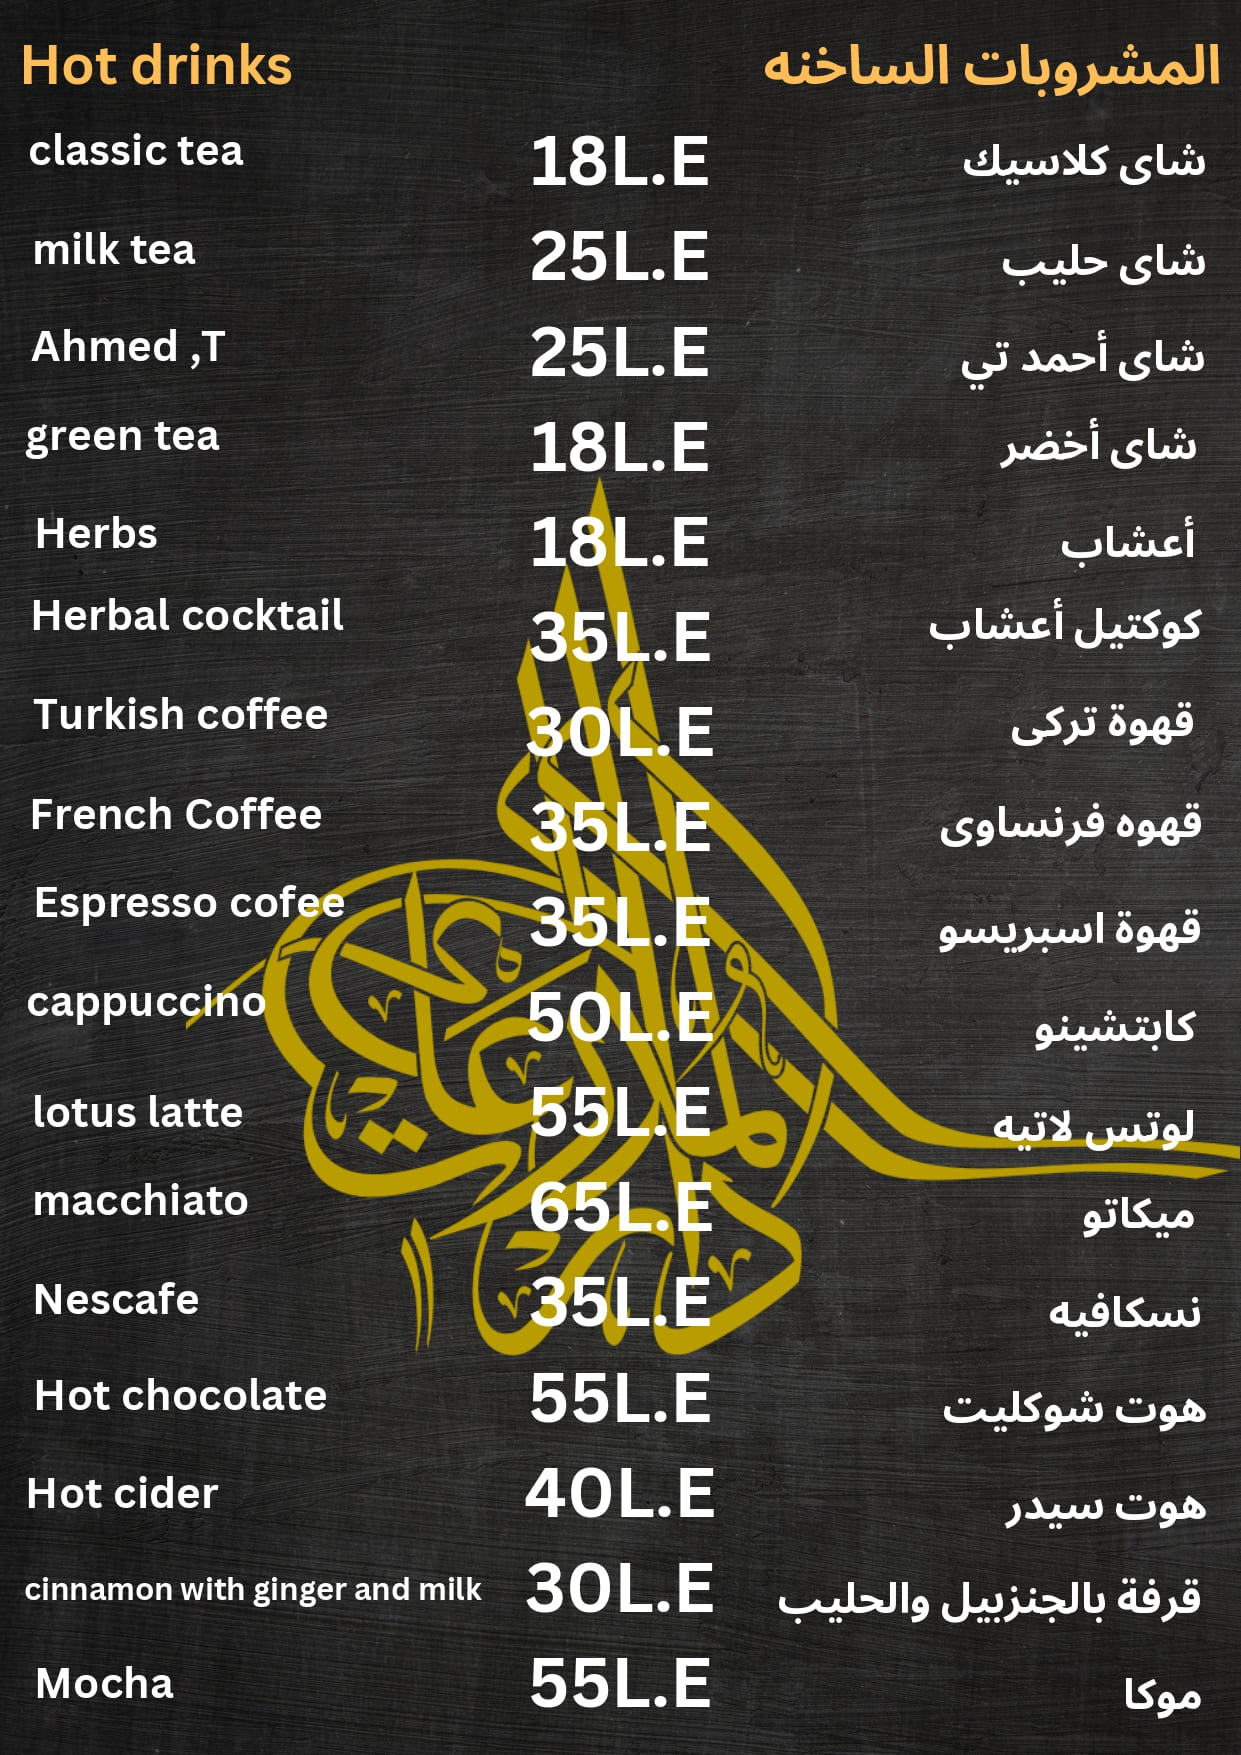 Hot drinks المشروبات الساخنه
classic tea 18L.E شاى كلاسيك
milk tea 25L.E شاى حليب
Ahmed ,T 25L.E شاى أحمد تي
green tea 18L.E شاى أخضر
Herbs 18L.E أعشاب
Herbal cocktail 35L.E كوكتيل أعشاب
Turkish coffee 30L.E قهوة تركى
French Coffee 35L.E قهوه فرنساوى
Espresso cofee 35L.E قهوة اسبريسو
cappuccino 50L.E كابتشينو
lotus latte 55L.E لوتس لاتيه
macchiato 65L.E ميكاتو
Nescafe 35L.E نسكافيه
Hot chocolate 55L.E هوت شوكليت
Hot cider 40L.E هوت سيدر
cinnamon with ginger and milk 30L.E قرفة بالجنزبيل والحليب
Mocha 55L.E موكا